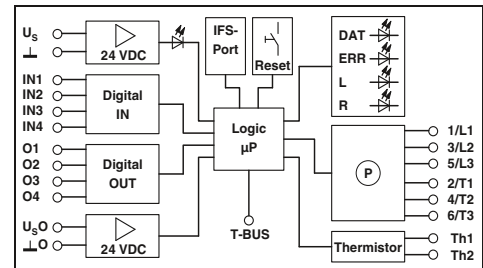 US
⊥
24 VDC
IFS-
Port
Reset
DAT
ERR
L
R
IN1
IN2
IN3
IN4
Digital
IN
Logic
µP
O1
O2
O3
O4
Digital
OUT
P
1/L1
3/L2
5/L3
2/T1
4/T2
6/T3
USO
⊥O
24 VDC
T-BUS
Thermistor
Th1
Th2